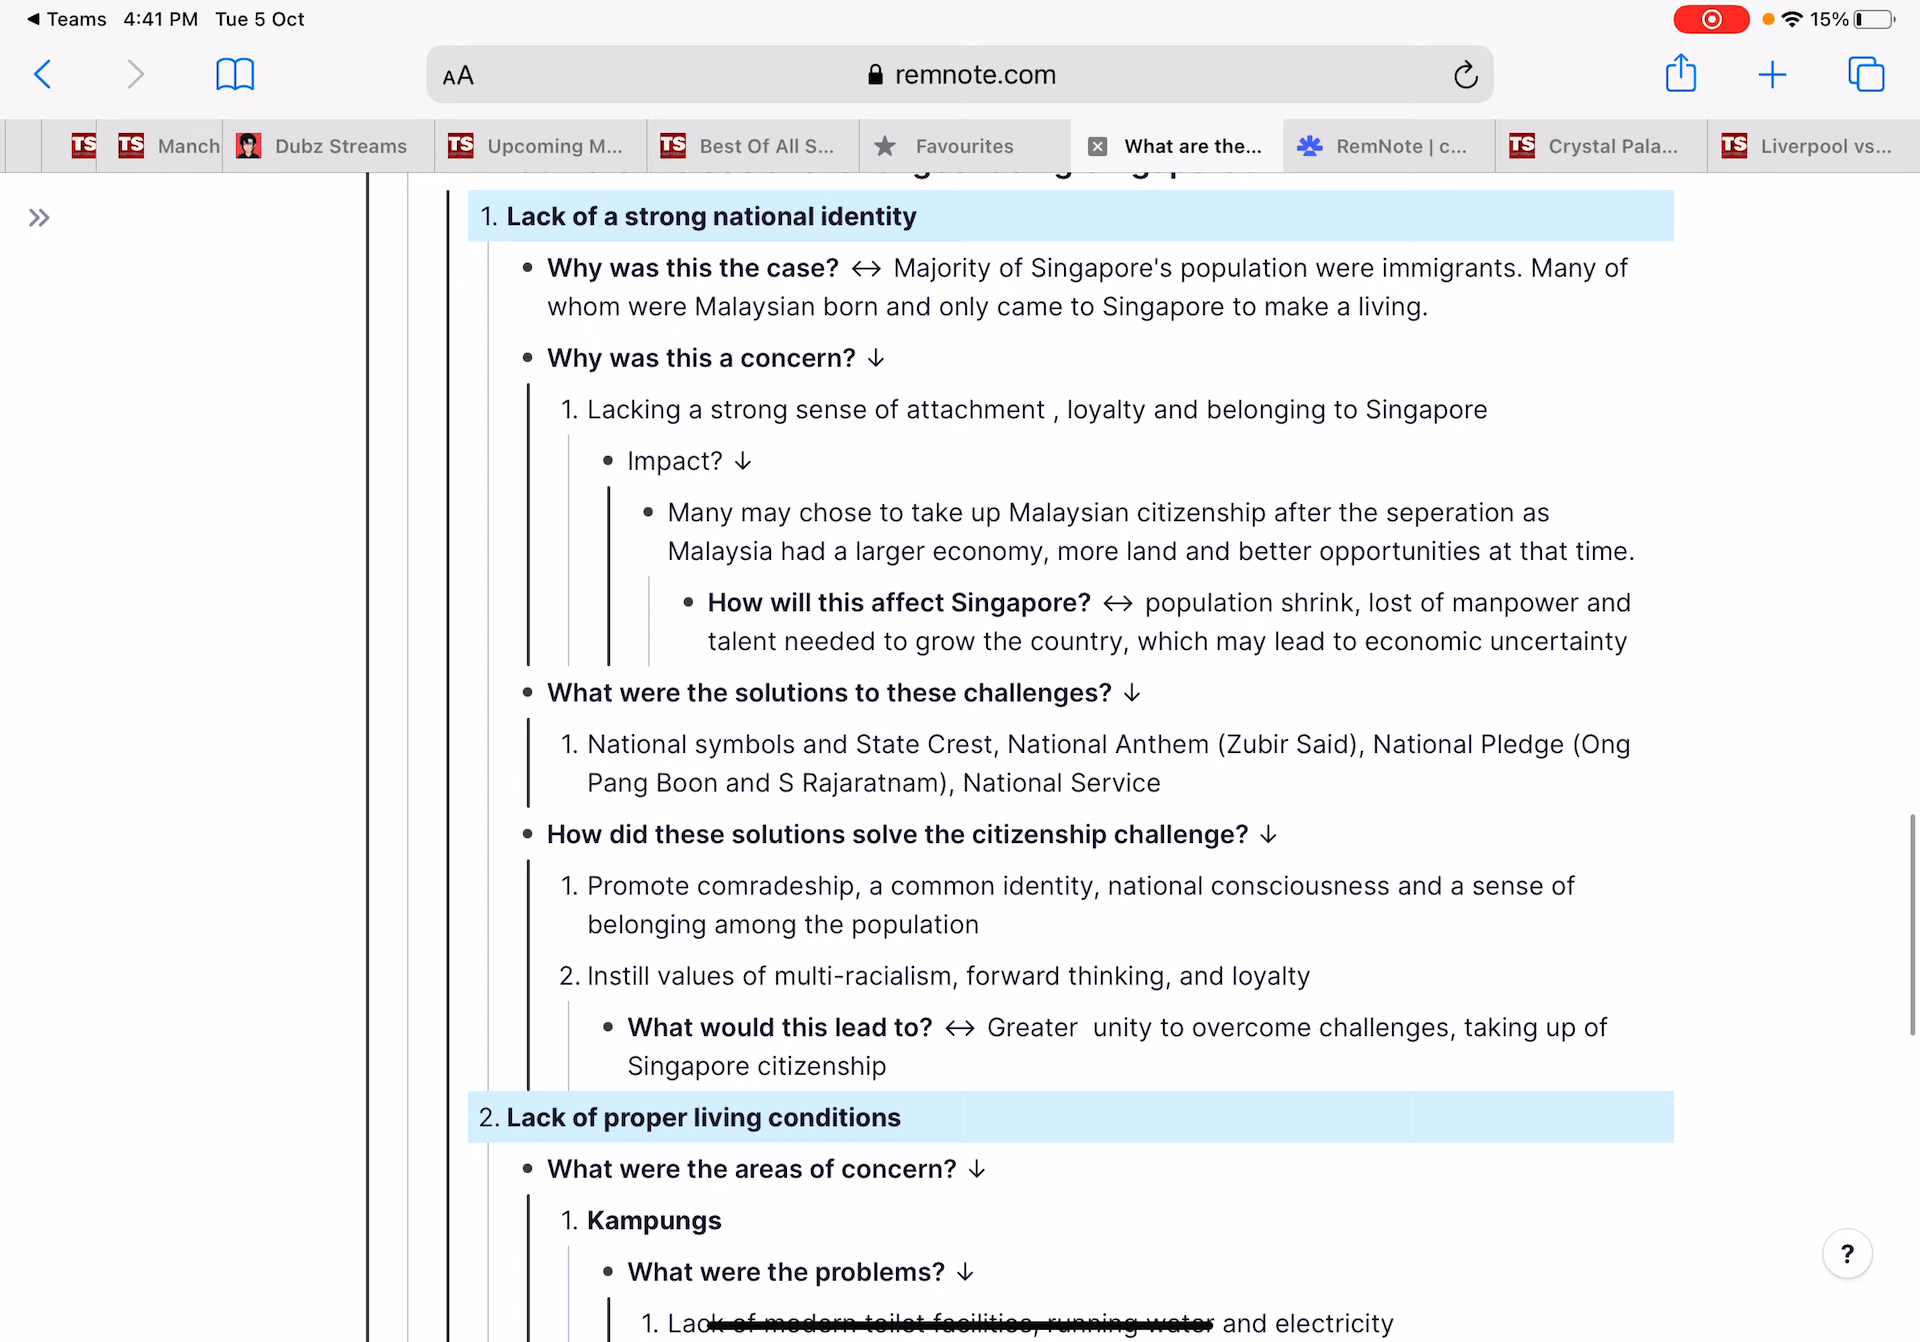 ◀ Teams 4:41 PM Tue 5 Oct 15%
AA remnote.com
TS TS Manch Dubz Streams TS Upcoming M... TS Best Of All S... Favourites What are the... RemNote | c... TS Crystal Pala... TS Liverpool vs...
1. Lack of a strong national identity
• Why was this the case? ↔ Majority of Singapore's population were immigrants. Many of
whom were Malaysian born and only came to Singapore to make a living.
• Why was this a concern? ↓
1. Lacking a strong sense of attachment , loyalty and belonging to Singapore
• Impact? ↓
• Many may chose to take up Malaysian citizenship after the seperation as
Malaysia had a larger economy, more land and better opportunities at that time.
• How will this affect Singapore? ↔ population shrink, lost of manpower and
talent needed to grow the country, which may lead to economic uncertainty
• What were the solutions to these challenges? ↓
1. National symbols and State Crest, National Anthem (Zubir Said), National Pledge (Ong
Pang Boon and S Rajaratnam), National Service
• How did these solutions solve the citizenship challenge? ↓
1. Promote comradeship, a common identity, national consciousness and a sense of
belonging among the population
2. Instill values of multi-racialism, forward thinking, and loyalty
• What would this lead to? ↔ Greater  unity to overcome challenges, taking up of
Singapore citizenship
2. Lack of proper living conditions
• What were the areas of concern? ↓
1. Kampungs
• What were the problems? ↓
1. Lack of modern toilet facilities, running water and electricity
?